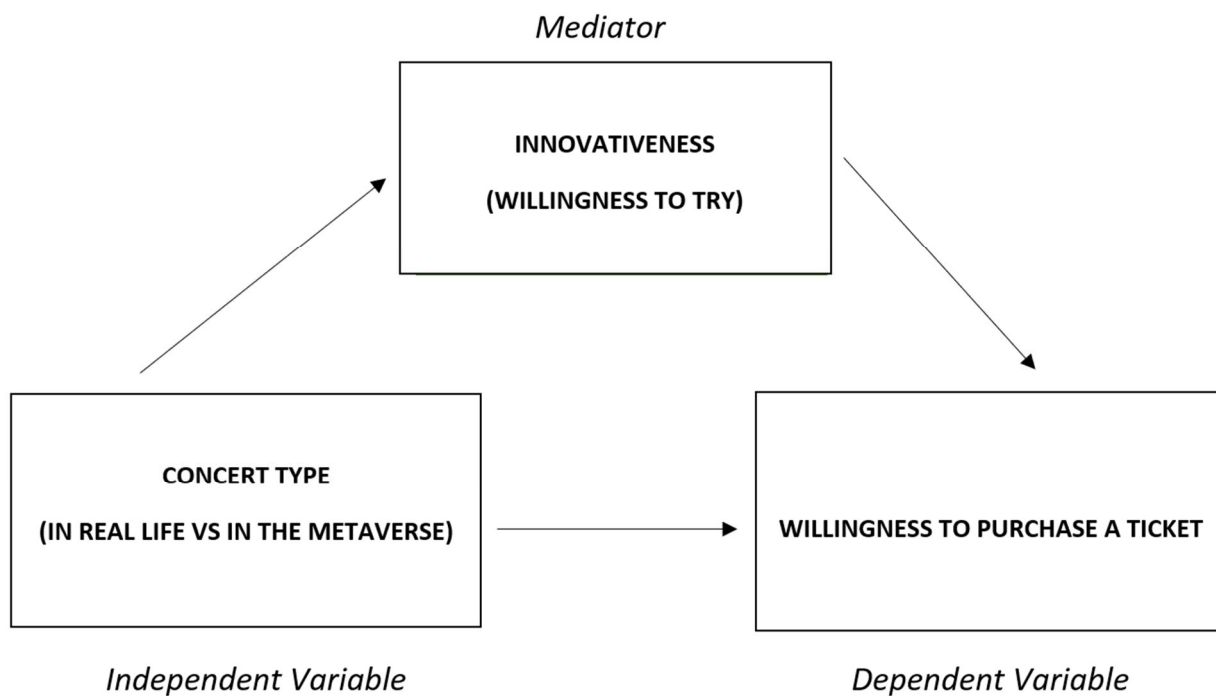 Mediator
INNOVATIVENESS
(WILLINGNESS TO TRY)
CONCERT TYPE
(IN REAL LIFE VS IN THE METAVERSE)
WILLINGNESS TO PURCHASE A TICKET
Independent Variable
Dependent Variable